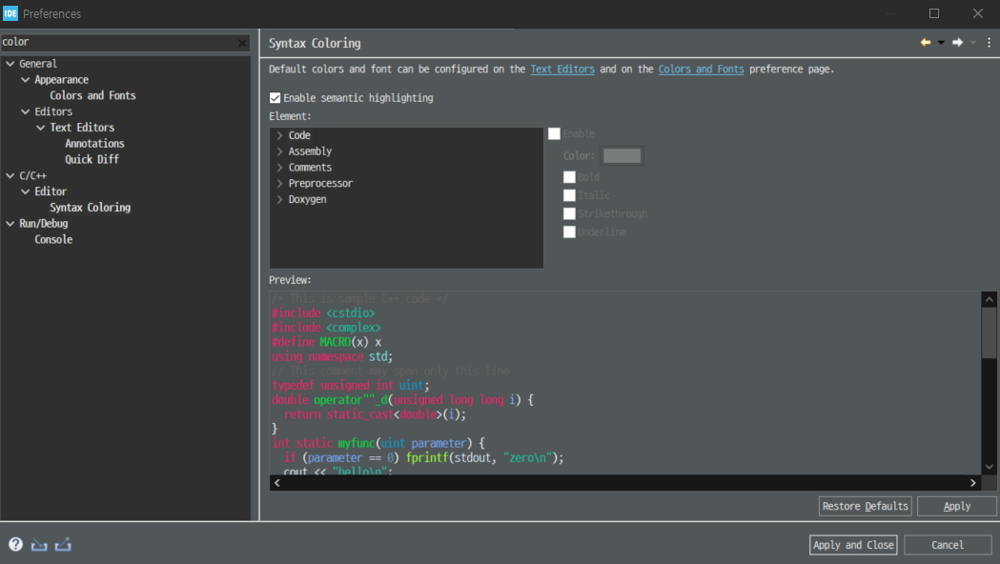 IDE Preferences
color
General
Appearance
Colors and Fonts
Editors
Text Editors
Annotations
Quick Diff
C/C++
Editor
Syntax Coloring
Run/Debug
Console
Syntax Coloring
Default colors and font can be configured on the Text Editors and on the Colors and Fonts preference page.
Enable semantic highlighting
Element:
Code
Assembly
Comments
Preprocessor
Doxygen
Enable
Color:
Bold
Italic
Strikethrough
Underline
Preview:
/* This is sample C++ code */
#include <cstdio>
#include <complex>
#define MACRO(x) x
using namespace std;
// This comment may span only this line
typedef unsigned int uint;
double operator""_d(unsigned long long i) {
  return static_cast<double>(i);
}
int static myfunc(uint parameter) {
  if (parameter == 0) fprintf(stdout, "zero\n");
  cout << "hello\n";
Restore Defaults
Apply
Apply and Close
Cancel